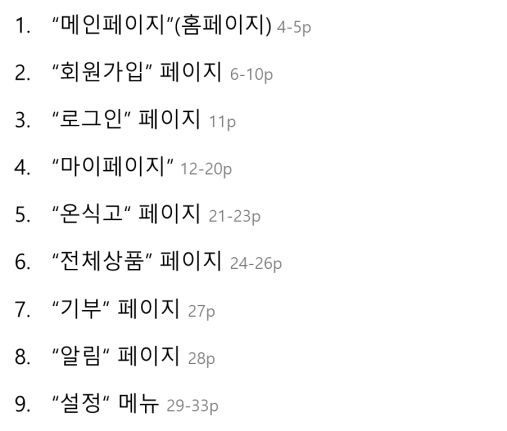 1. “메인페이지”(홈페이지) 4-5p
2. “회원가입” 페이지 6-10p
3. “로그인“ 페이지 11p
4. “마이페이지” 12-20p
5. “온식고“ 페이지 21-23p
6. “전체상품” 페이지 24-26p
7. “기부“ 페이지 27p
8. “알림“ 페이지 28p
9. “설정“ 메뉴 29-33p